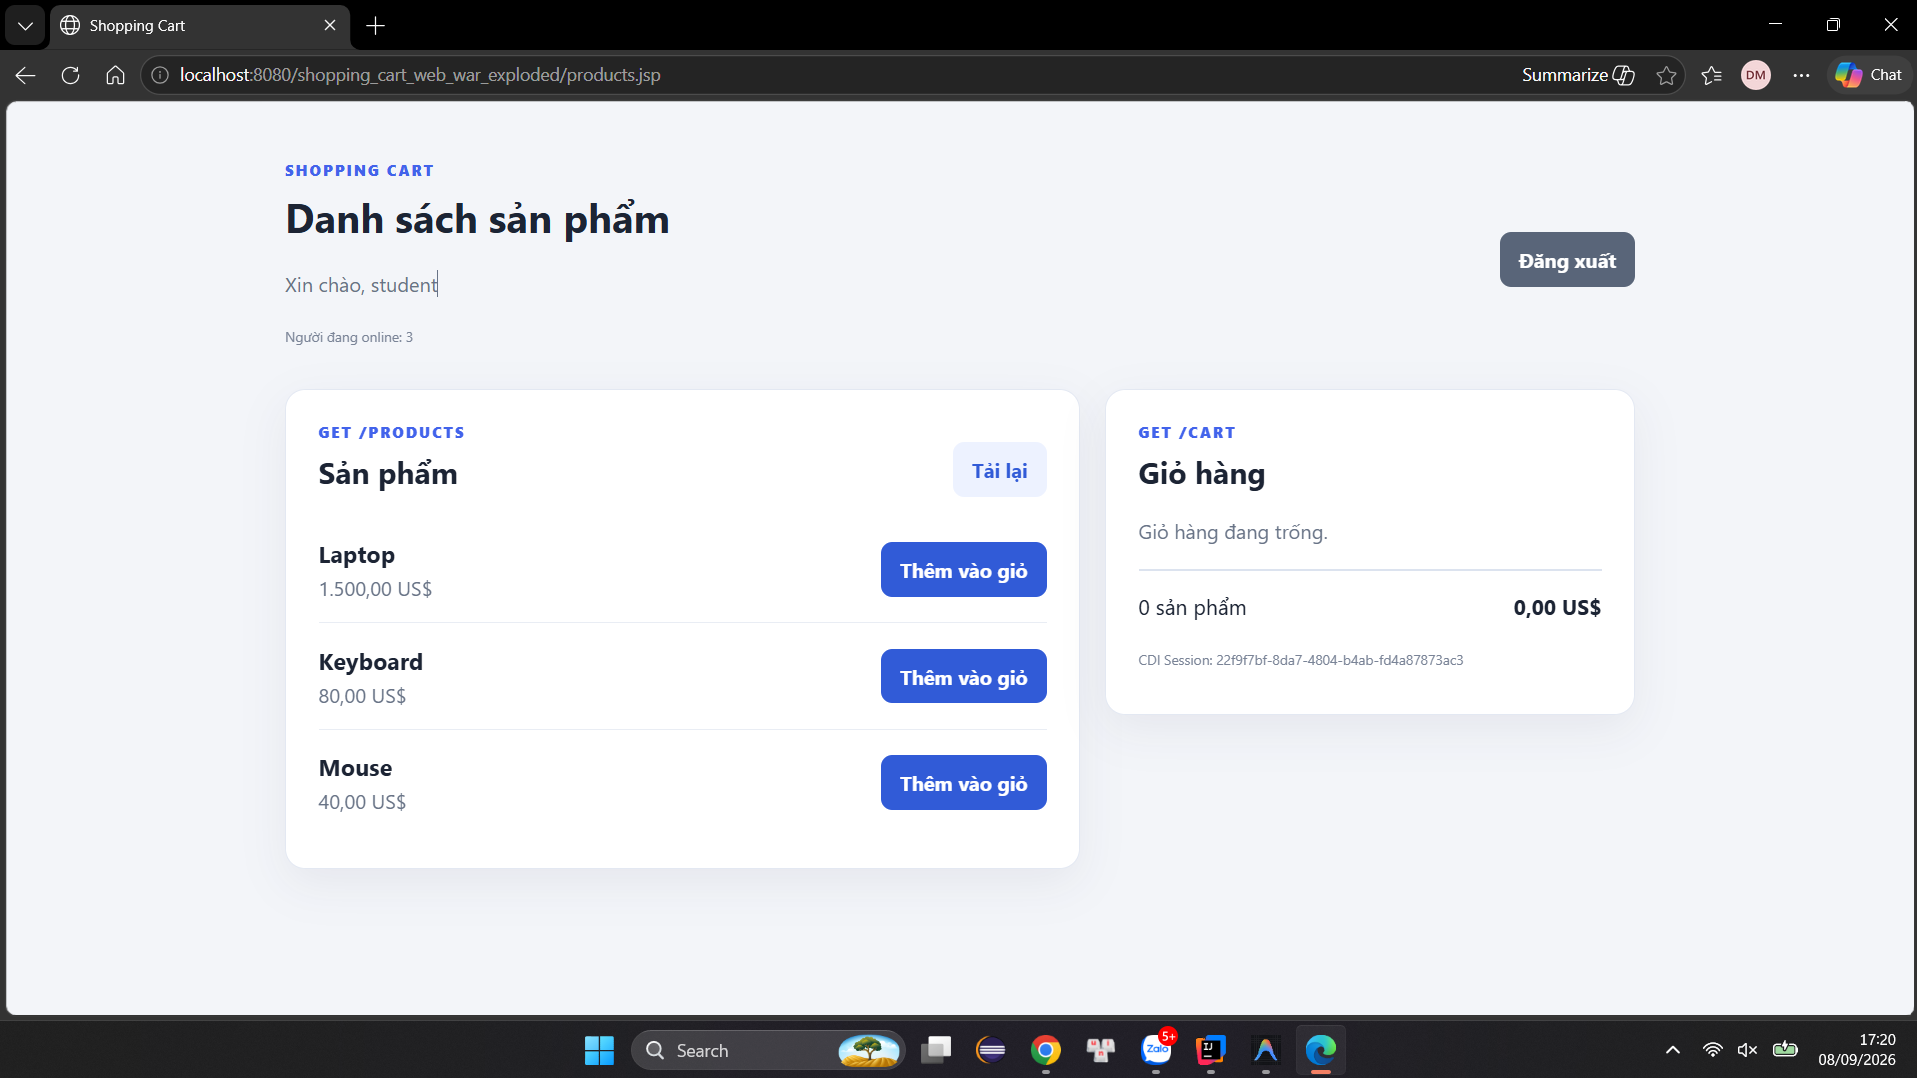 Shopping Cart
localhost:8080/shopping_cart_web_war_exploded/products.jsp
Summarize
DM
Chat
SHOPPING CART
Danh sách sản phẩm
Xin chào, student
Người đang online: 3
Đăng xuất
GET /PRODUCTS
Sản phẩm
Tải lại
Laptop
1.500,00 US$
Thêm vào giỏ
Keyboard
80,00 US$
Thêm vào giỏ
Mouse
40,00 US$
Thêm vào giỏ
GET /CART
Giỏ hàng
Giỏ hàng đang trống.
0 sản phẩm
0,00 US$
CDI Session: 22f9f7bf-8da7-4804-b4ab-fd4a87873ac3
Search
Zalo
5+
IJ
17:20
08/09/2026